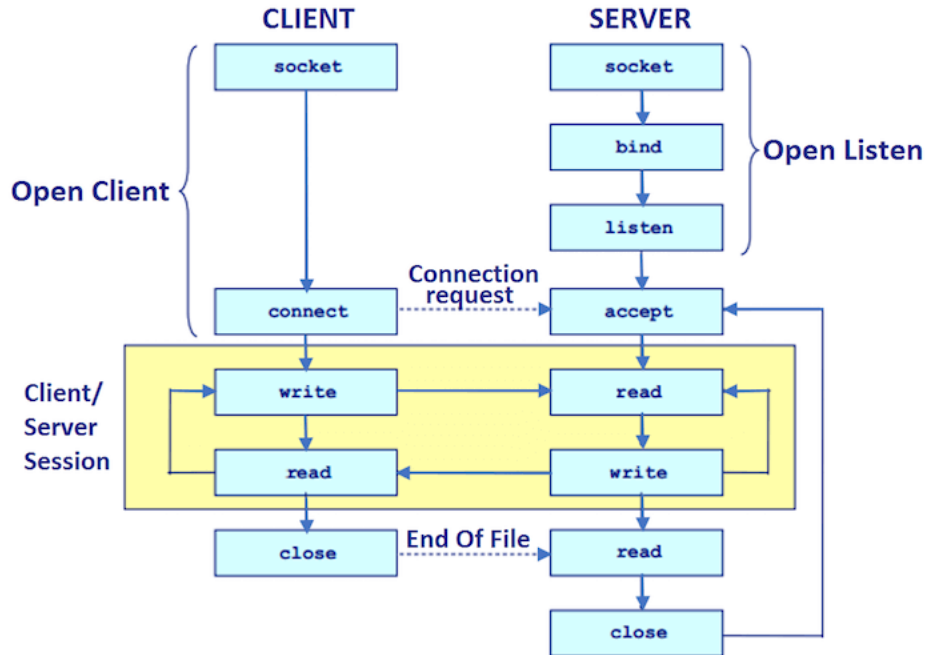 CLIENT
SERVER
socket
socket
bind
Open Client
Open Listen
listen
Connection
request
connect
accept
Client/
Server
Session
write
read
read
write
End Of File
close
read
close